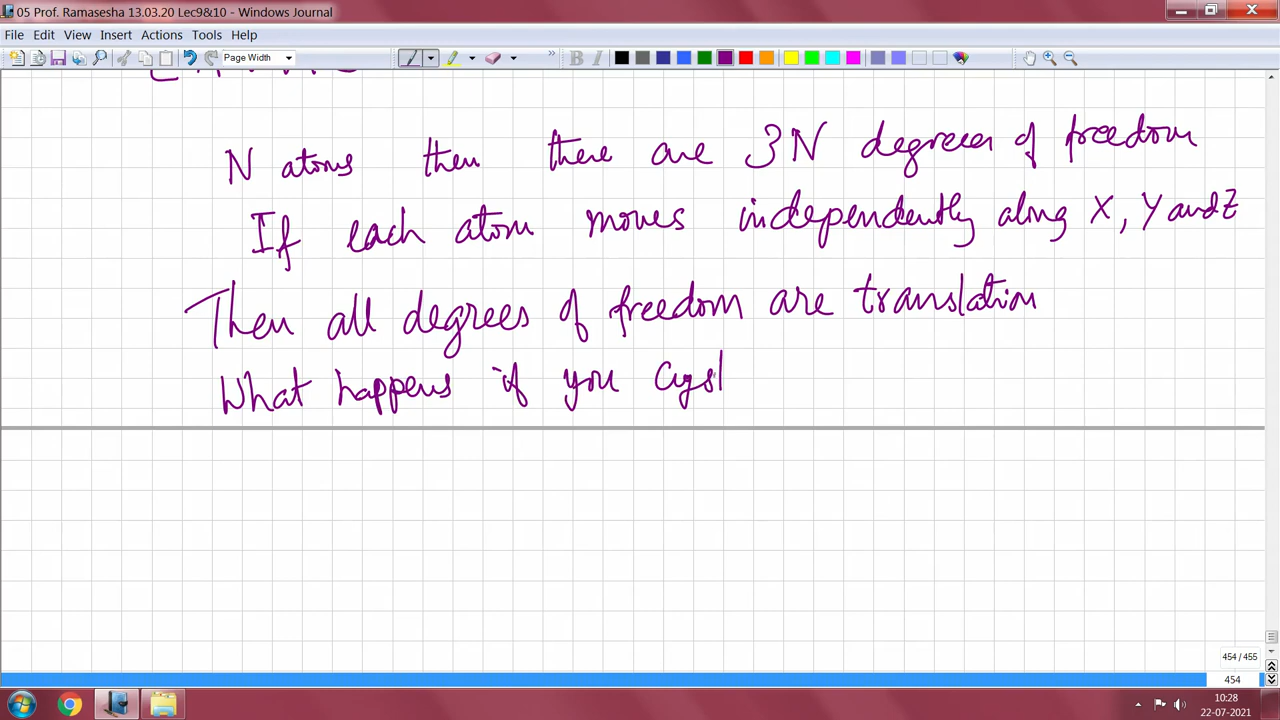 05 Prof. Ramasesha 13.03.20 Lec9&10 - Windows Journal
File Edit View Insert Actions Tools Help
Page Width
N atoms then there are 3N degrees of freedom
If each atom moves independently along X, Y and Z
Then all degrees of freedom are translation
What happens if you crysl
454 / 455
454
10:28
22-07-2021